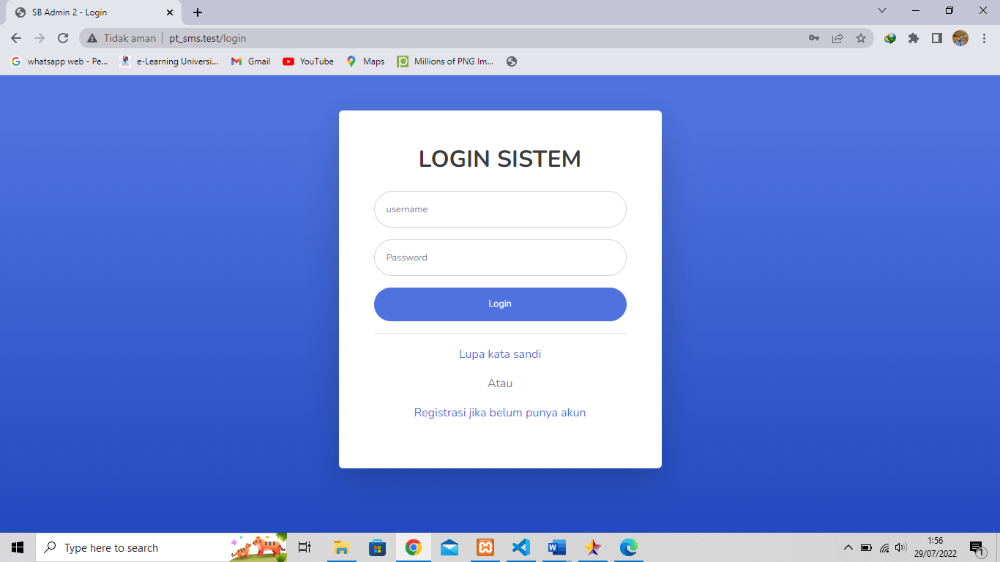 SB Admin 2 - Login
Tidak aman pt_sms.test/login
whatsapp web - Pe... e-Learning Universi... Gmail YouTube Maps Millions of PNG Im...
LOGIN SISTEM
username
Password
Login
Lupa kata sandi
Atau
Registrasi jika belum punya akun
Type here to search
1:56
29/07/2022
1